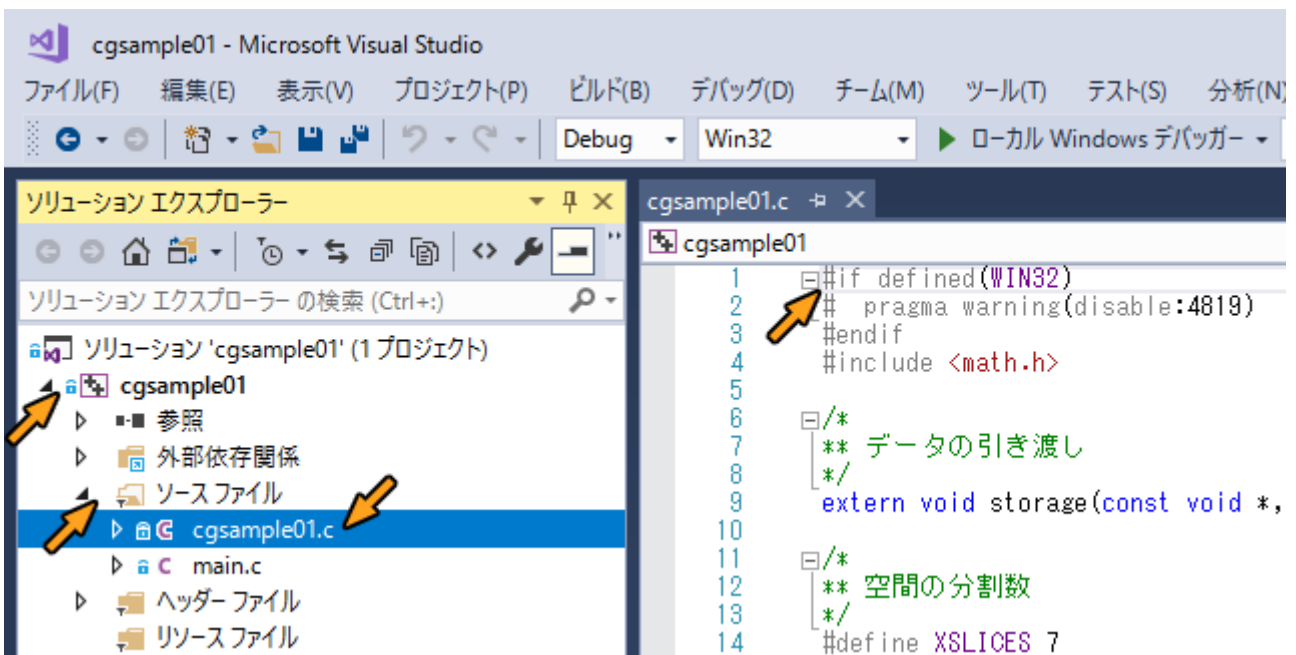 cgsample01 - Microsoft Visual Studio
ファイル(F) 編集(E) 表示(V) プロジェクト(P) ビルド(B) デバッグ(D) チーム(M) ツール(T) テスト(S) 分析(N)
Debug Win32 ローカル Windows デバッガー
ソリューション エクスプローラー
ソリューション エクスプローラー の検索 (Ctrl+:)
ソリューション 'cgsample01' (1 プロジェクト)
cgsample01
参照
外部依存関係
ソース ファイル
cgsample01.c
main.c
ヘッダー ファイル
リソース ファイル
cgsample01.c
cgsample01
1 #if defined(WIN32)
2 # pragma warning(disable:4819)
3 #endif
4 #include <math.h>
5
6 /*
7 ** データの引き渡し
8 */
9 extern void storage(const void *,
10
11 /*
12 ** 空間の分割数
13 */
14 #define XSLICES 7